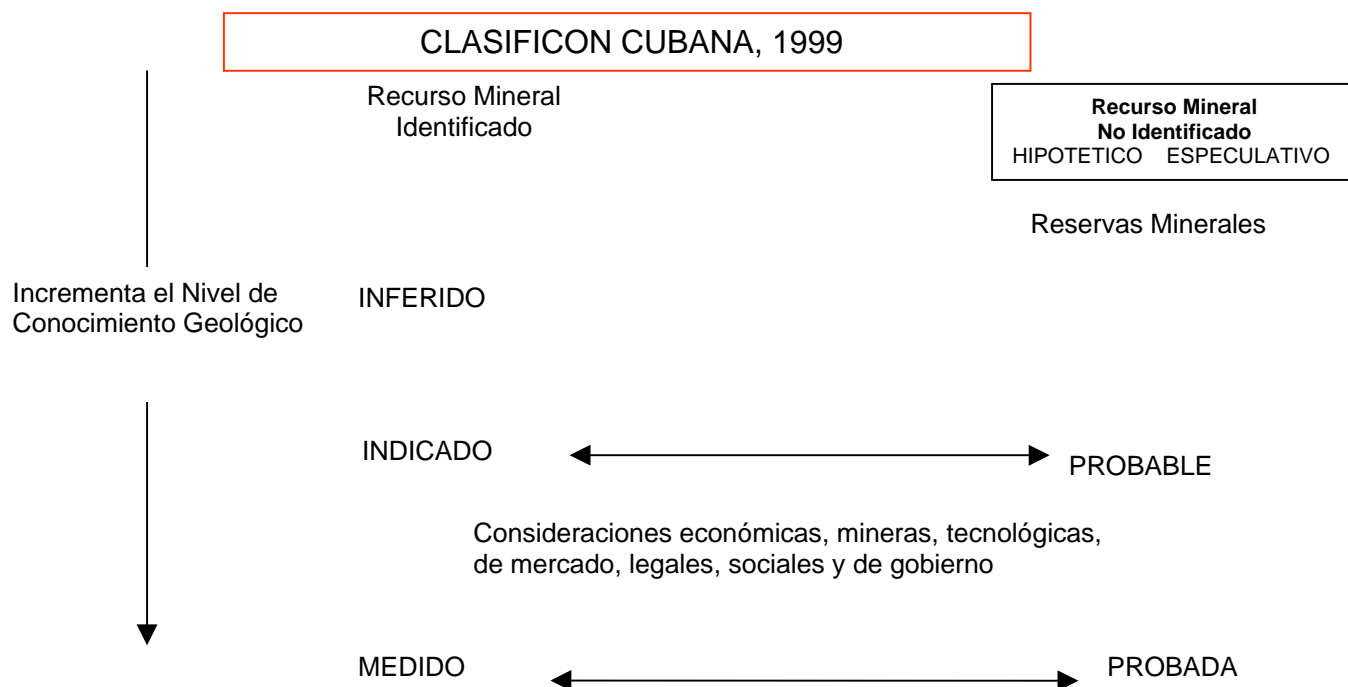 CLASIFICON CUBANA, 1999
Recurso Mineral
Identificado
Recurso Mineral
No Identificado
HIPOTETICO ESPECULATIVO
Reservas Minerales
Incrementa el Nivel de
Conocimiento Geológico
INFERIDO
INDICADO
PROBABLE
Consideraciones económicas, mineras, tecnológicas,
de mercado, legales, sociales y de gobierno
MEDIDO
PROBADA